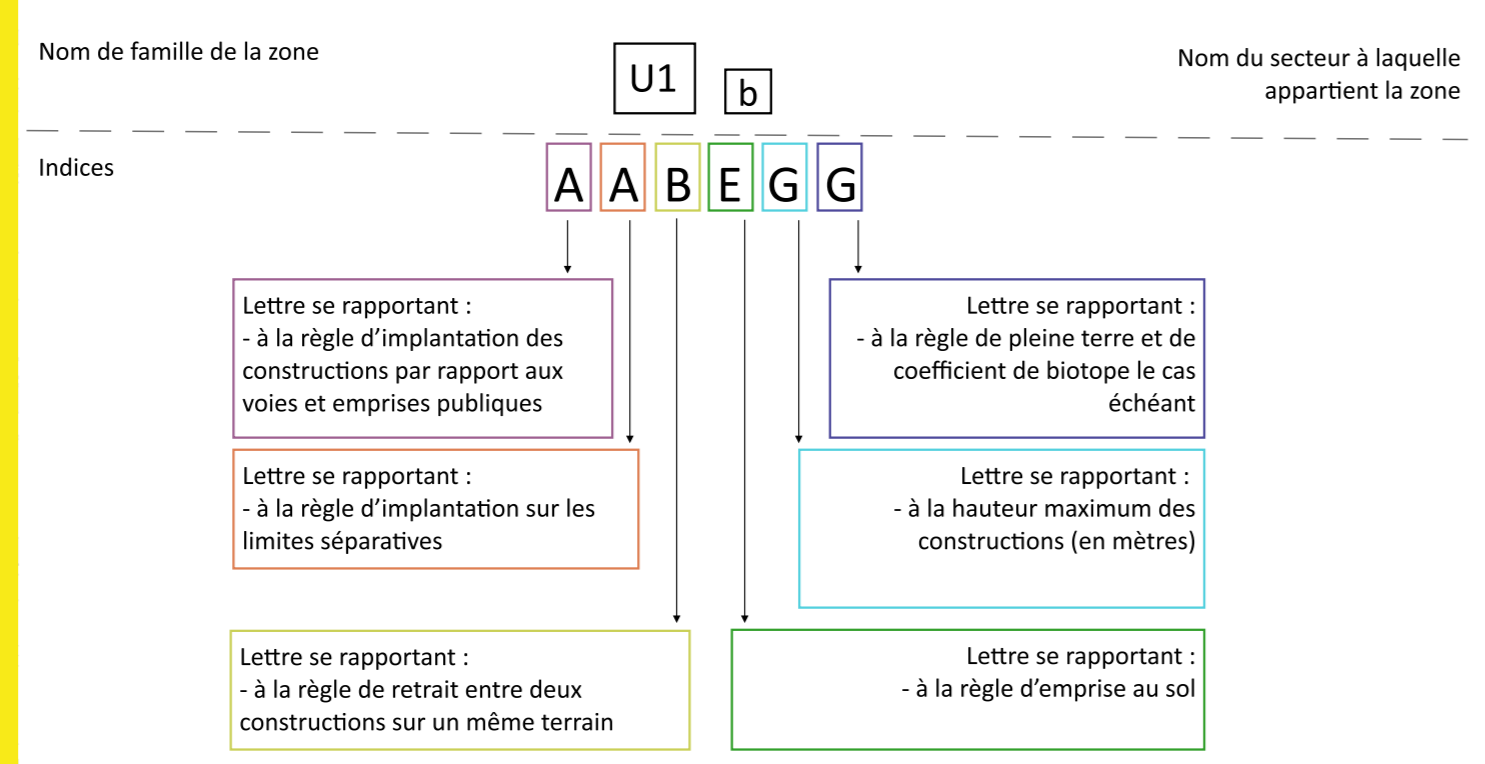 Nom de famille de la zone
U1
b
Nom du secteur à laquelle
appartient la zone
Indices
A A B E G G
Lettre se rapportant :
- à la règle d’implantation des
constructions par rapport aux
voies et emprises publiques
Lettre se rapportant :
- à la règle de pleine terre et de
coefficient de biotope le cas
échéant
Lettre se rapportant :
- à la règle d’implantation sur les
limites séparatives
Lettre se rapportant :
- à la hauteur maximum des
constructions (en mètres)
Lettre se rapportant :
- à la règle de retrait entre deux
constructions sur un même terrain
Lettre se rapportant :
- à la règle d’emprise au sol